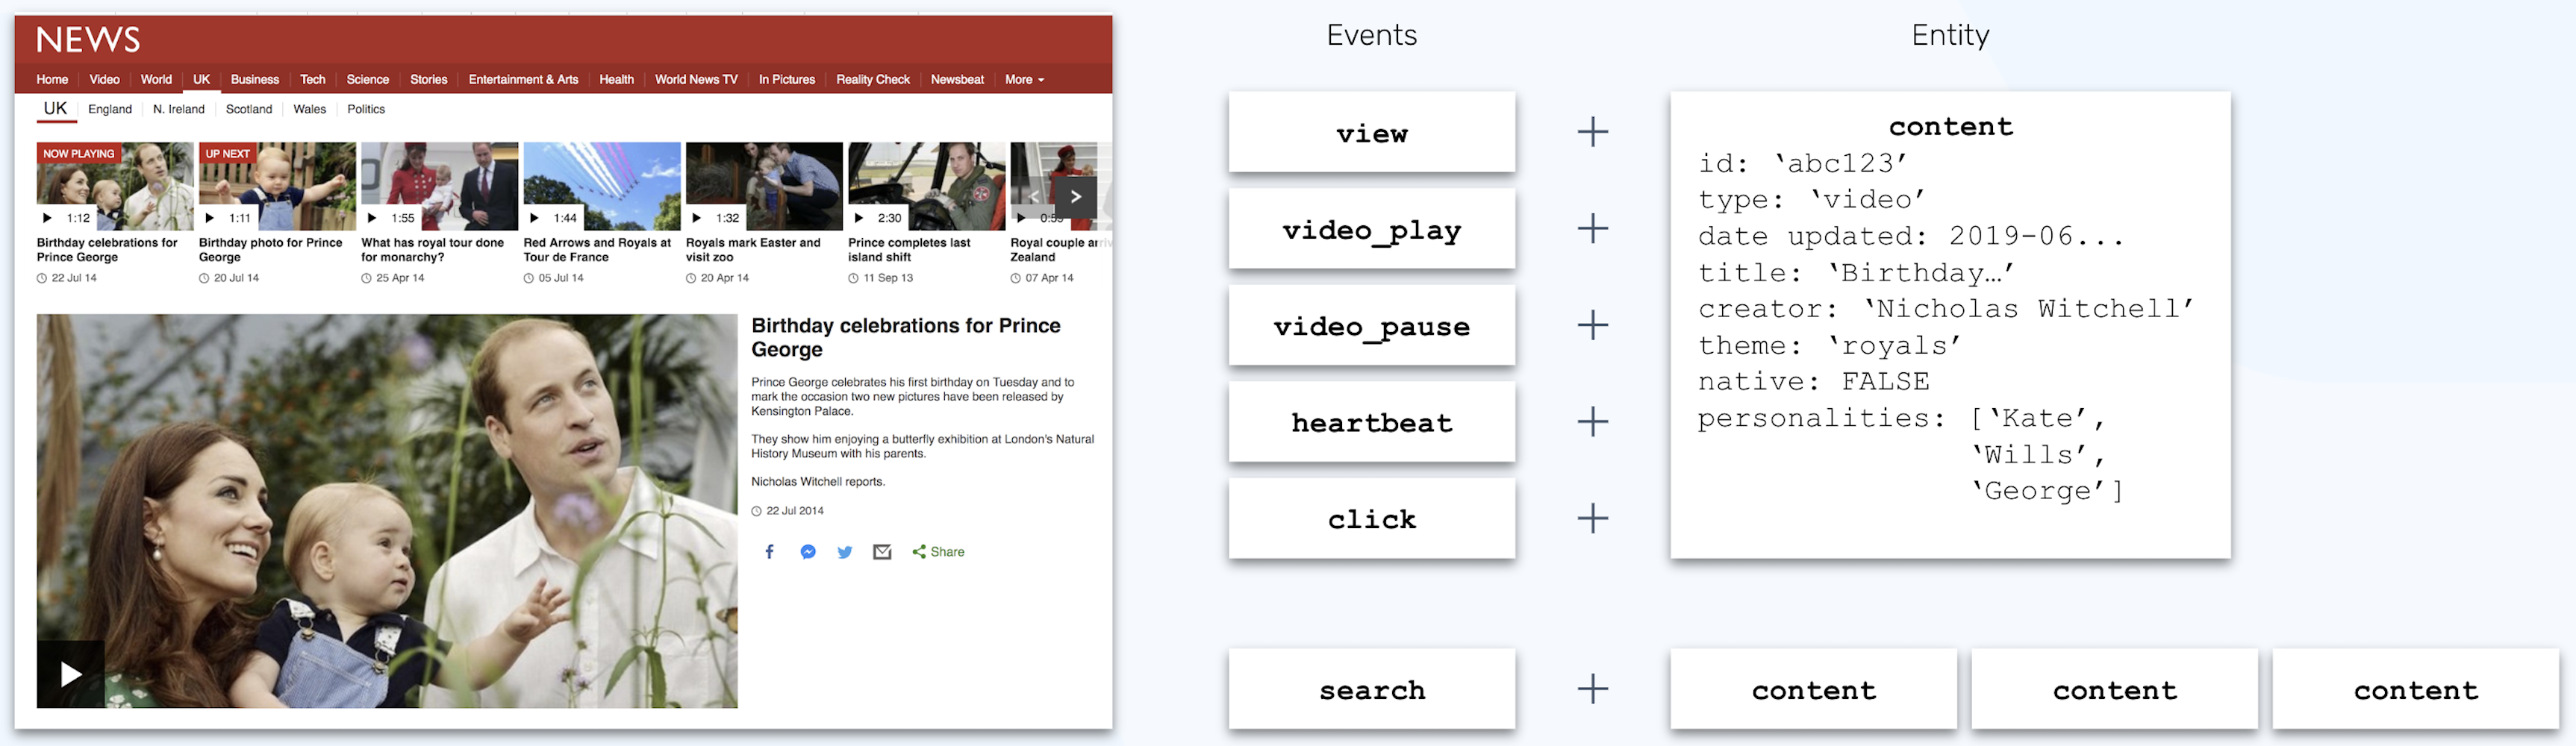 NEWS
Home Video World UK Business Tech Science Stories Entertainment & Arts Health World News TV In Pictures Reality Check Newsbeat More
UK England N. Ireland Scotland Wales Politics
NOW PLAYING
1:12
Birthday celebrations for
Prince George
22 Jul 14
UP NEXT
1:11
Birthday photo for Prince
George
20 Jul 14
1:55
What has royal tour done
for monarchy?
25 Apr 14
1:44
Red Arrows and Royals at
Tour de France
05 Jul 14
1:32
Royals mark Easter and
visit zoo
20 Apr 14
2:30
Prince completes last
island shift
11 Sep 13
Royal couple
Zealand
07 Apr 14
Birthday celebrations for Prince
George
Prince George celebrates his first birthday on Tuesday and to
mark the occasion two new pictures have been released by
Kensington Palace.
They show him enjoying a butterfly exhibition at London's Natural
History Museum with his parents.
Nicholas Witchell reports.
22 Jul 2014
Share
Events
view
+
video_play
+
video_pause
+
heartbeat
+
click
+
search
+
Entity
content
id: ‘abc123’
type: ‘video’
date updated: 2019-06...
title: ‘Birthday…’
creator: ‘Nicholas Witchell’
theme: ‘royals’
native: FALSE
personalities: [‘Kate’,
‘Wills’,
‘George’]
content content content